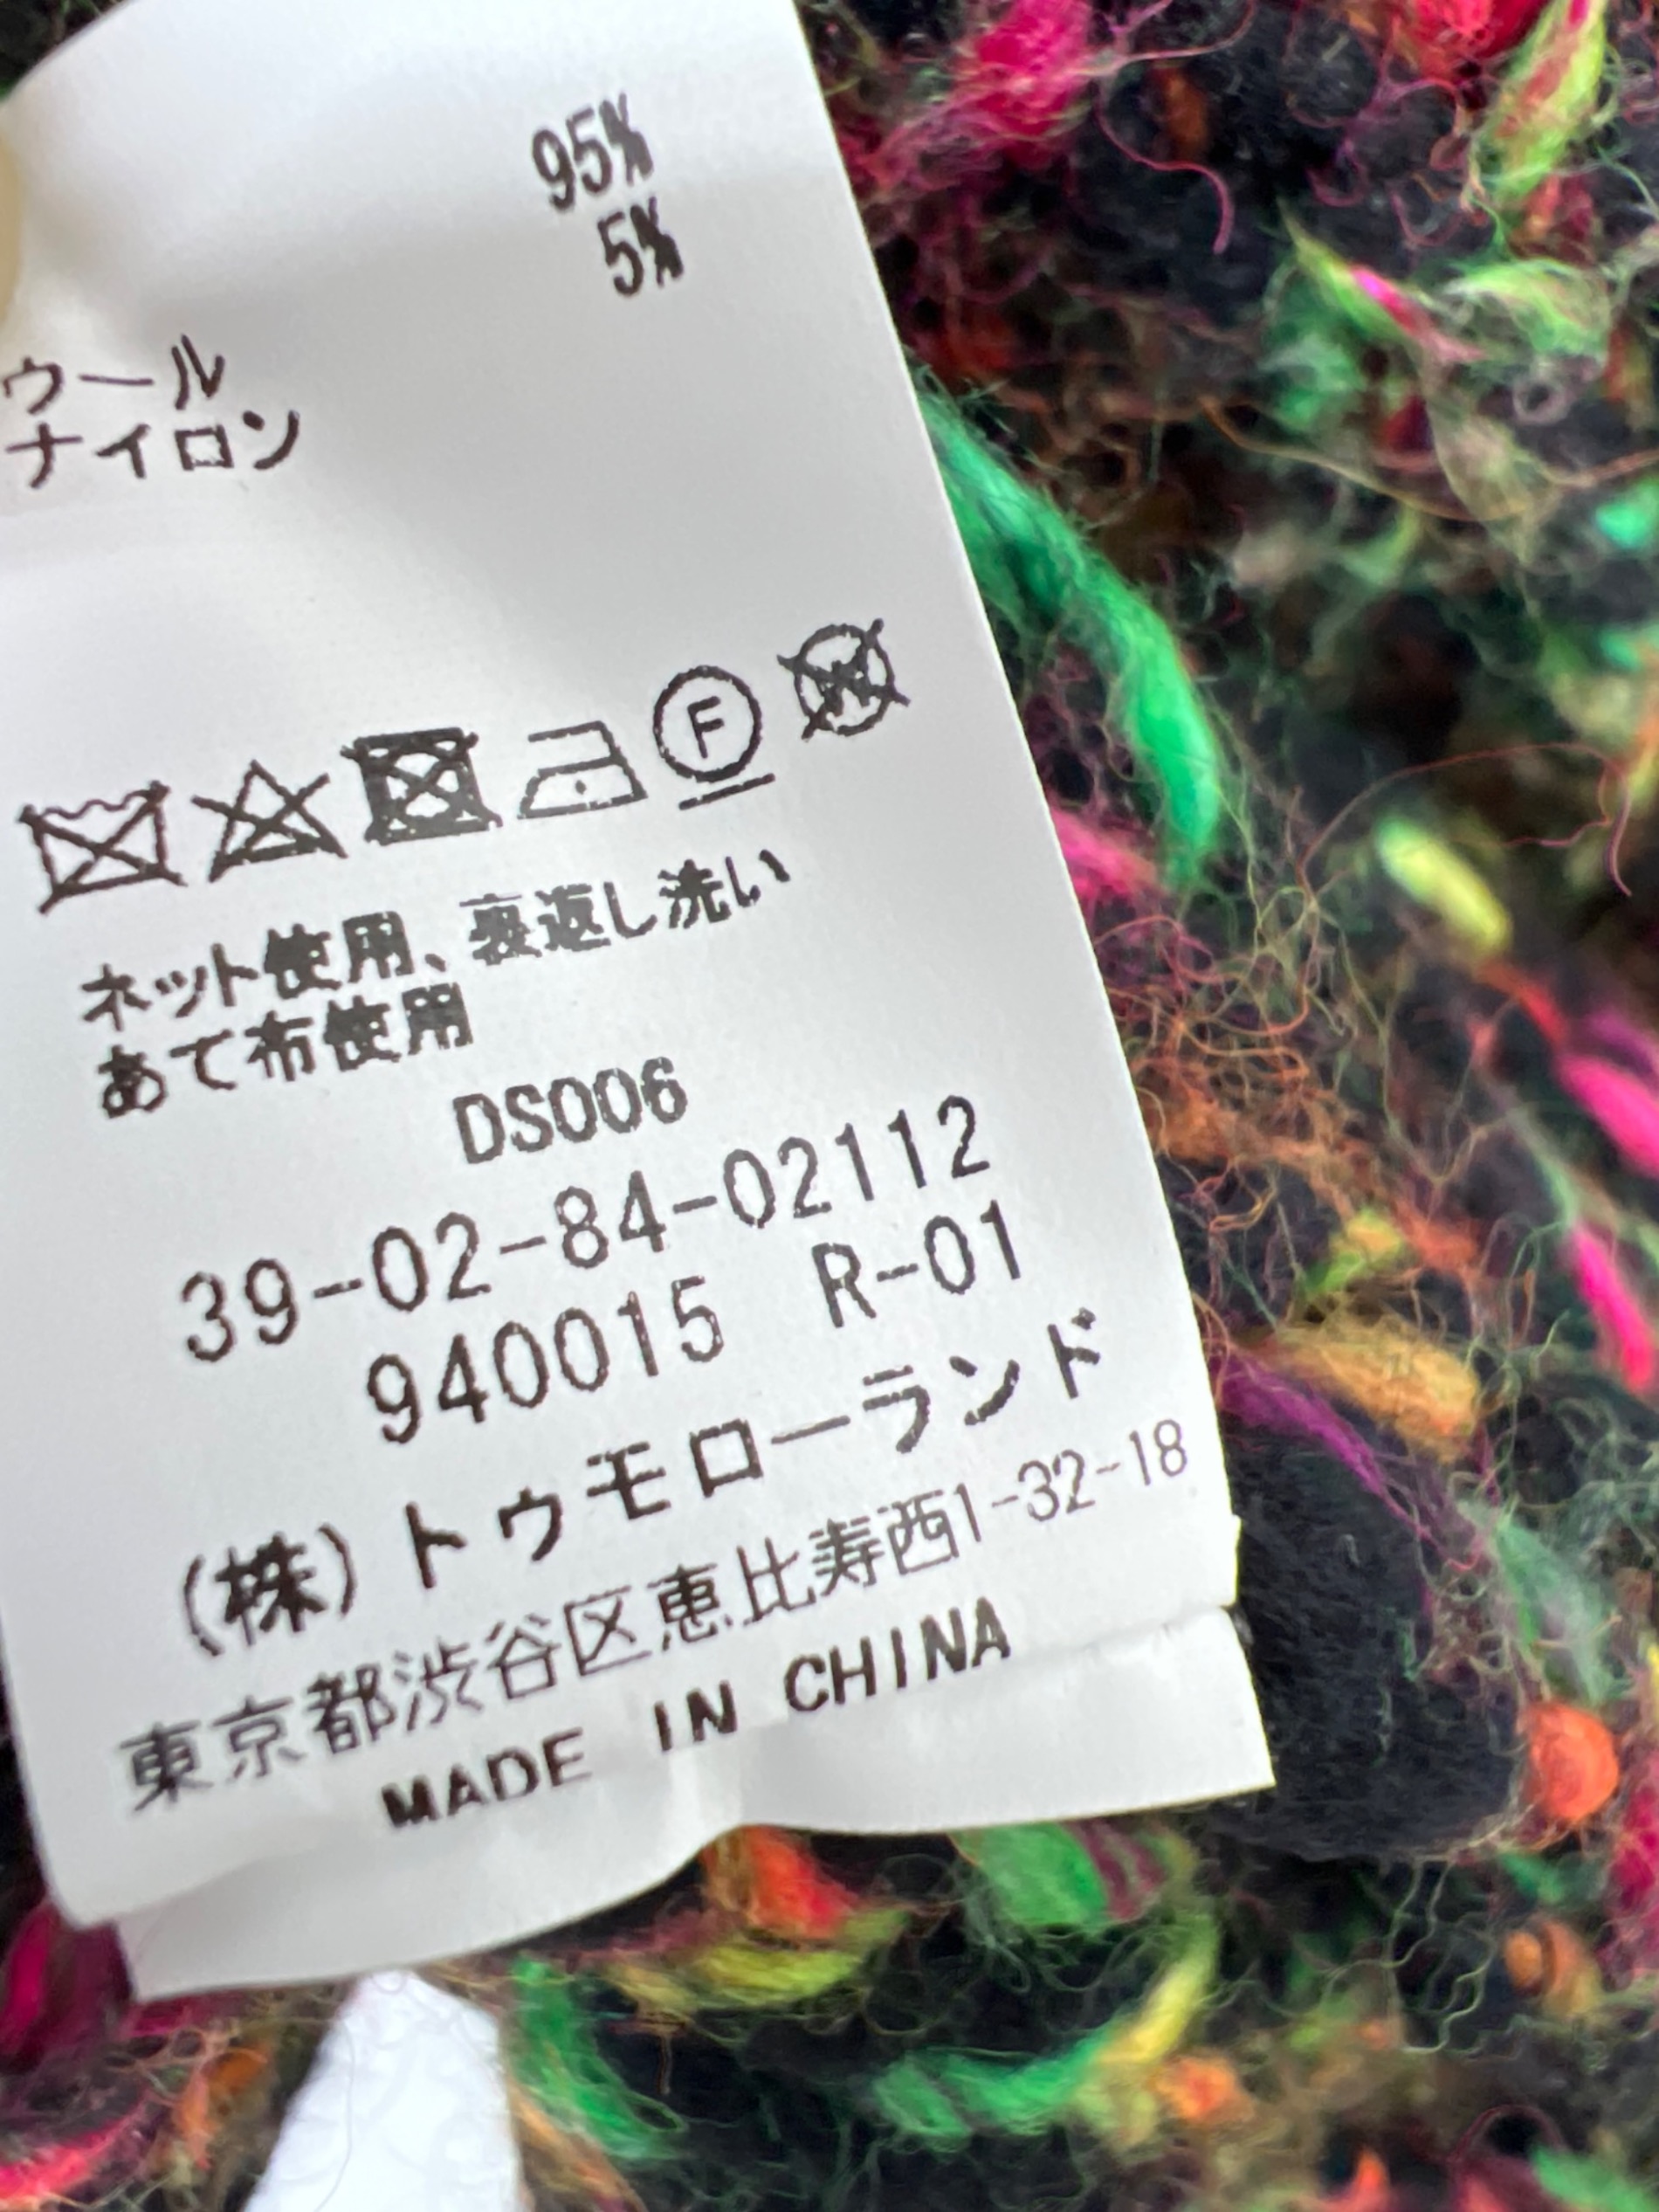 ウール 95%
ナイロン 5%
F W
ネット使用、裏返し洗い
あて布使用
DS006
39-02-84-02112
940015 R-01
(株)トゥモローランド
東京都渋谷区恵比寿西1-32-18
MADE IN CHINA